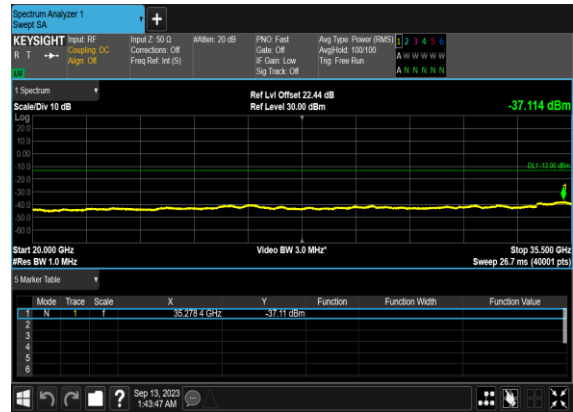 Spectrum Analyzer 1
Swept SA
+
KEYSIGHT Input: RF Input Z: 50 Ω #Atten: 20 dB PNO: Fast Avg Type: Power (RMS) 1 2 3 4 5 6
R T Coupling: DC Corrections: Off Gate: Off Avg|Hold: 100/100 A W W W W W
Align: Off Freq Ref: Int (S) IF Gain: Low Trig: Free Run
Sig Track: Off A N N N N N
1 Spectrum
Scale/Div 10 dB
Ref Lvl Offset 22.44 dB
Ref Level 30.00 dBm
-37.114 dBm
Log
20.0
10.0
0.00
-10.0
DL1 -13.00 dBm
-20.0
1
-30.0
-40.0
-50.0
-60.0
Start 20.000 GHz Video BW 3.0 MHz* Stop 35.500 GHz
#Res BW 1.0 MHz Sweep 26.7 ms (40001 pts)
5 Marker Table
Mode Trace Scale X Y Function Function Width Function Value
1 N 1 f 35.278 4 GHz -37.11 dBm
2
3
4
5
6
? Sep 13, 2023
1:43:47 AM